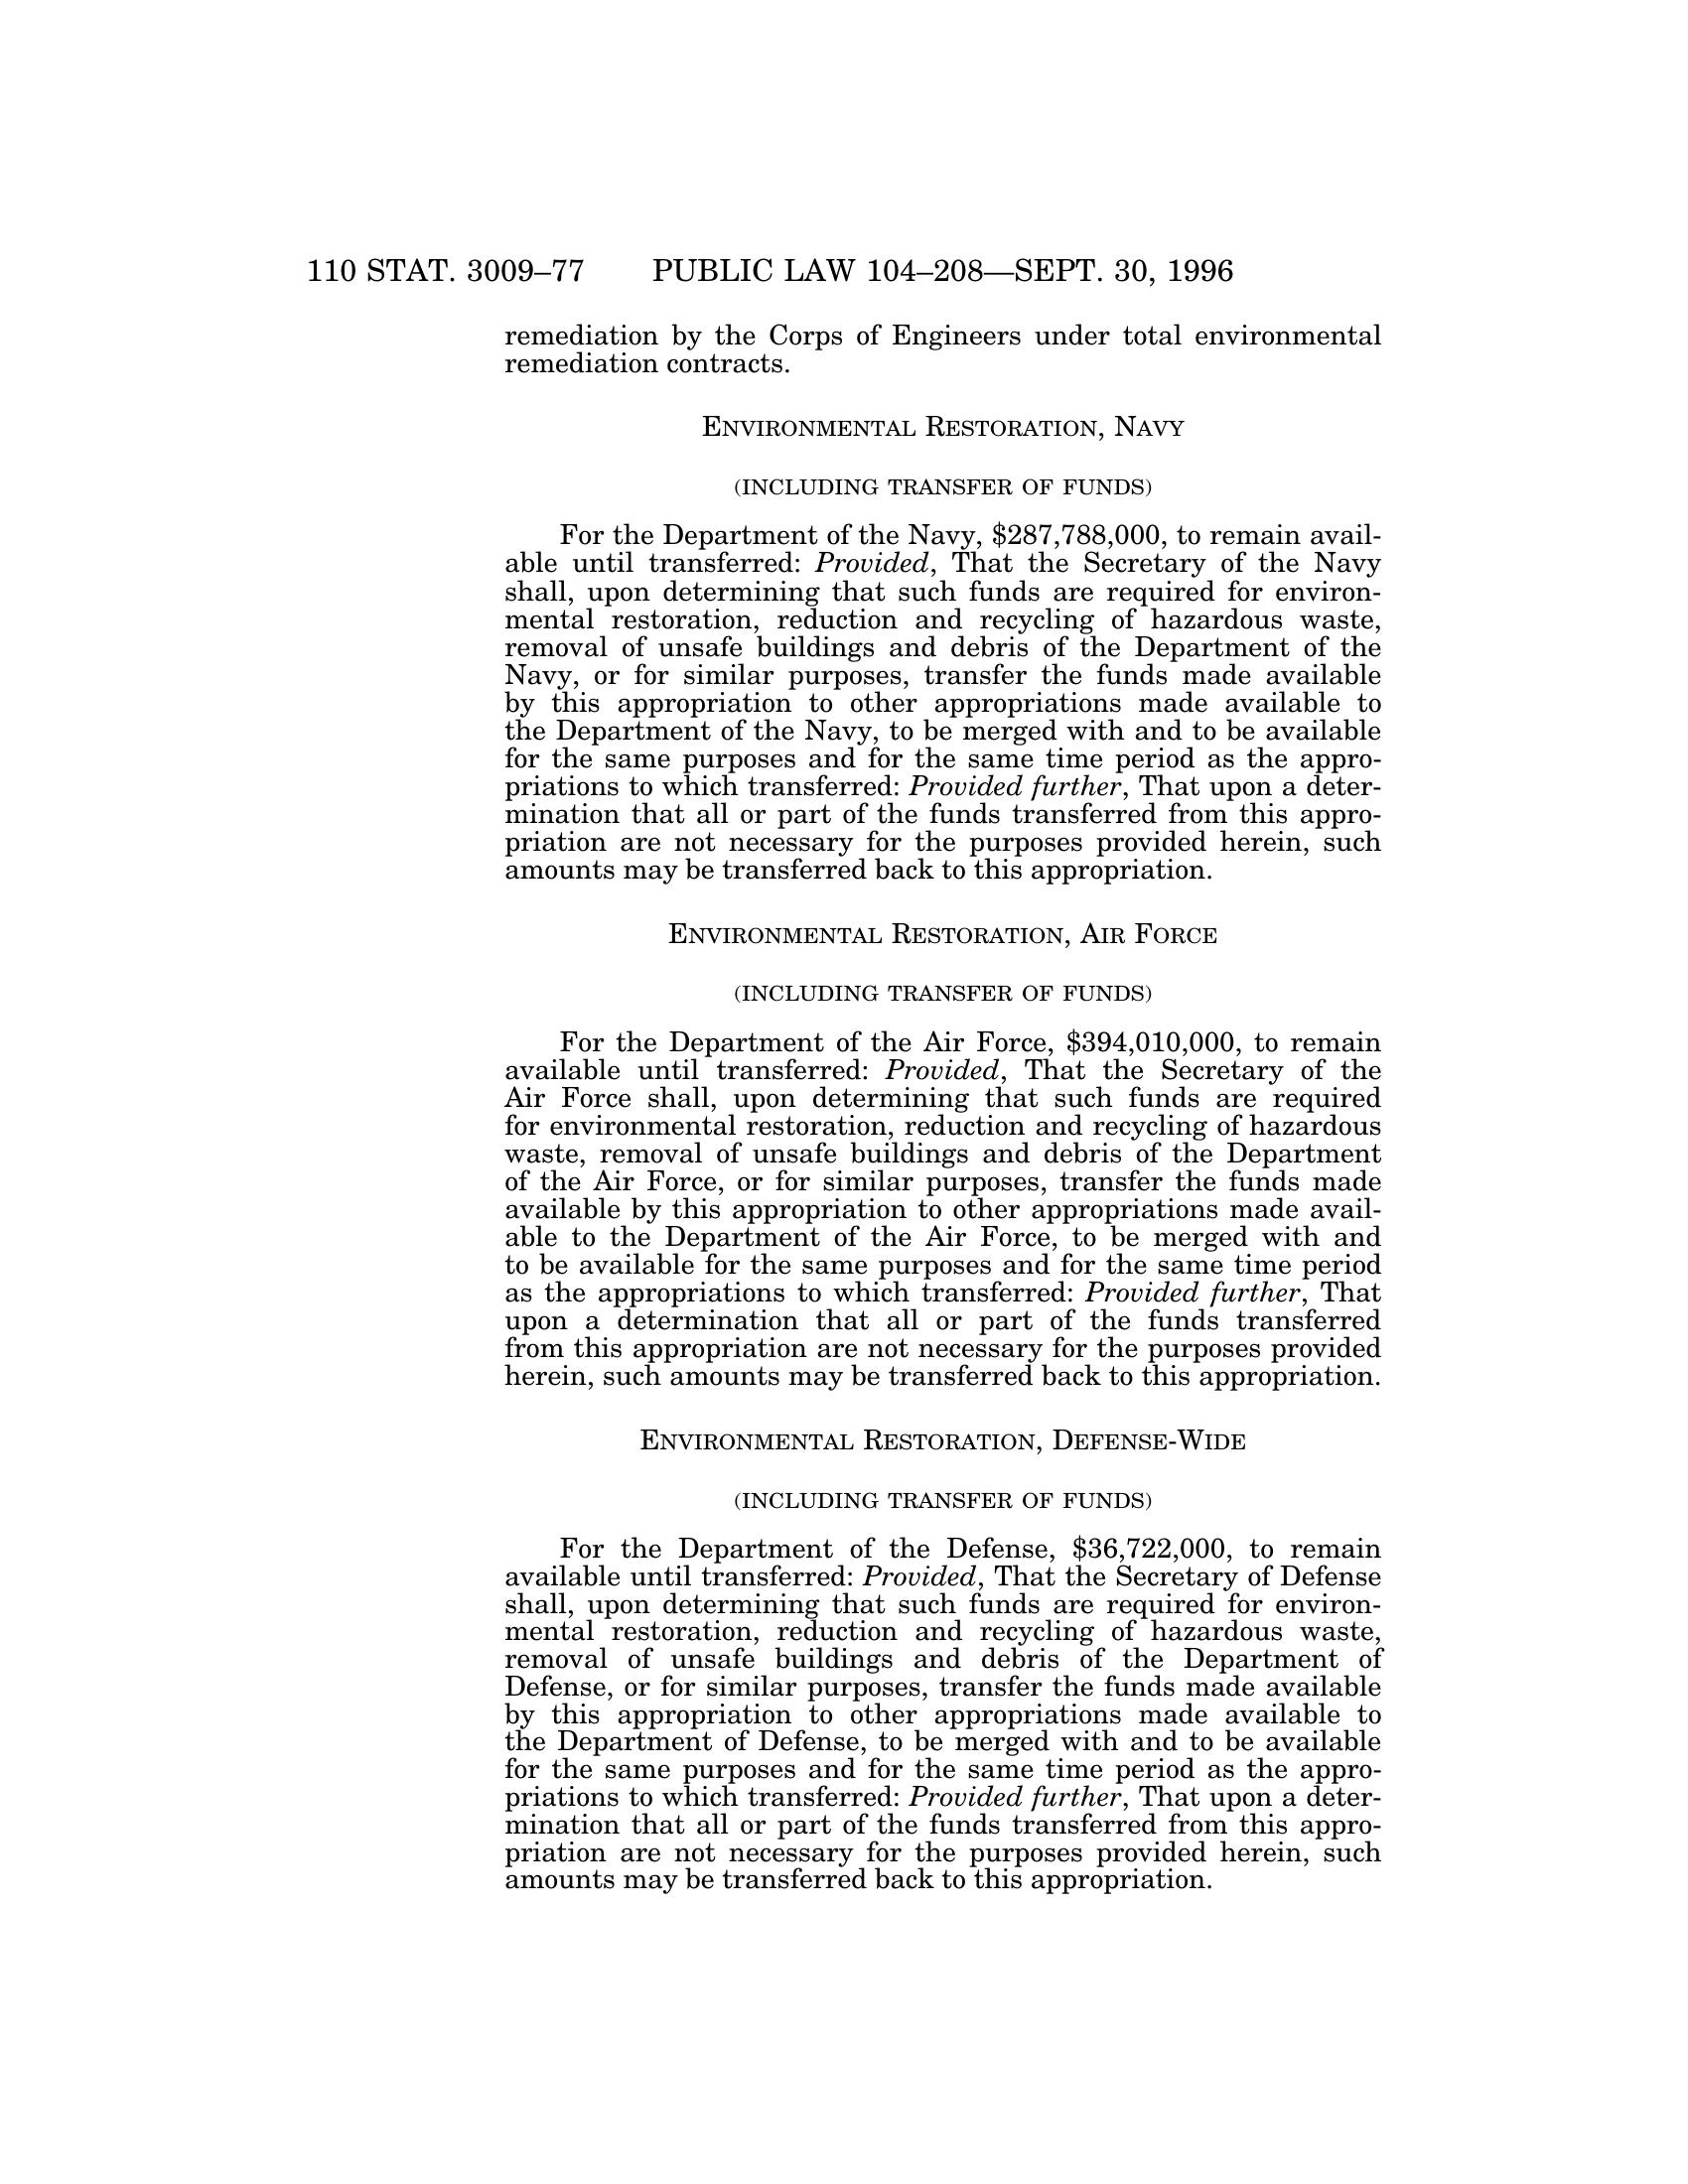 110 STAT. 3009–77 PUBLIC LAW 104–208—SEPT. 30, 1996
remediation by the Corps of Engineers under total environmental
remediation contracts.
ENVIRONMENTAL RESTORATION, NAVY
(INCLUDING TRANSFER OF FUNDS)
For the Department of the Navy, $287,788,000, to remain avail-
able until transferred: Provided, That the Secretary of the Navy
shall, upon determining that such funds are required for environ-
mental restoration, reduction and recycling of hazardous waste,
removal of unsafe buildings and debris of the Department of the
Navy, or for similar purposes, transfer the funds made available
by this appropriation to other appropriations made available to
the Department of the Navy, to be merged with and to be available
for the same purposes and for the same time period as the appro-
priations to which transferred: Provided further, That upon a deter-
mination that all or part of the funds transferred from this appro-
priation are not necessary for the purposes provided herein, such
amounts may be transferred back to this appropriation.
ENVIRONMENTAL RESTORATION, AIR FORCE
(INCLUDING TRANSFER OF FUNDS)
For the Department of the Air Force, $394,010,000, to remain
available until transferred: Provided, That the Secretary of the
Air Force shall, upon determining that such funds are required
for environmental restoration, reduction and recycling of hazardous
waste, removal of unsafe buildings and debris of the Department
of the Air Force, or for similar purposes, transfer the funds made
available by this appropriation to other appropriations made avail-
able to the Department of the Air Force, to be merged with and
to be available for the same purposes and for the same time period
as the appropriations to which transferred: Provided further, That
upon a determination that all or part of the funds transferred
from this appropriation are not necessary for the purposes provided
herein, such amounts may be transferred back to this appropriation.
ENVIRONMENTAL RESTORATION, DEFENSE-WIDE
(INCLUDING TRANSFER OF FUNDS)
For the Department of the Defense, $36,722,000, to remain
available until transferred: Provided, That the Secretary of Defense
shall, upon determining that such funds are required for environ-
mental restoration, reduction and recycling of hazardous waste,
removal of unsafe buildings and debris of the Department of
Defense, or for similar purposes, transfer the funds made available
by this appropriation to other appropriations made available to
the Department of Defense, to be merged with and to be available
for the same purposes and for the same time period as the appro-
priations to which transferred: Provided further, That upon a deter-
mination that all or part of the funds transferred from this appro-
priation are not necessary for the purposes provided herein, such
amounts may be transferred back to this appropriation.